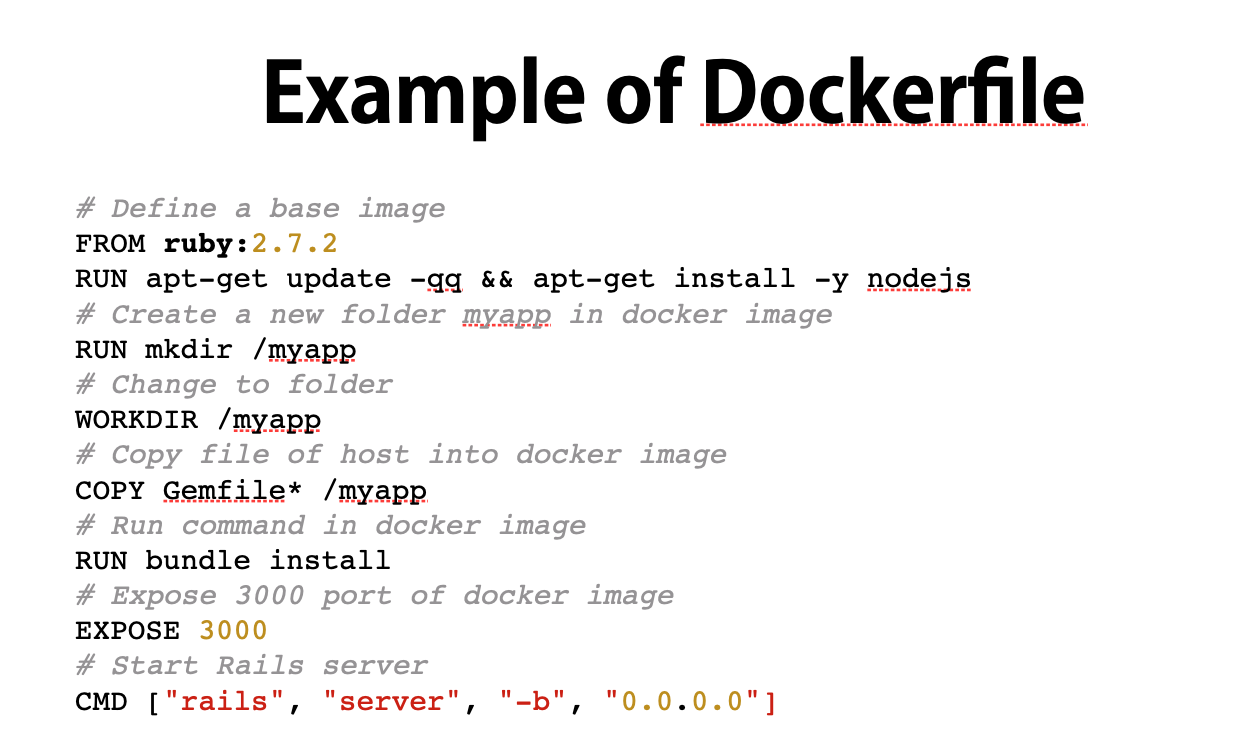 Example of Dockerfile
# Define a base image
FROM ruby:2.7.2
RUN apt-get update -qq && apt-get install -y nodejs
# Create a new folder myapp in docker image
RUN mkdir /myapp
# Change to folder
WORKDIR /myapp
# Copy file of host into docker image
COPY Gemfile* /myapp
# Run command in docker image
RUN bundle install
# Expose 3000 port of docker image
EXPOSE 3000
# Start Rails server
CMD ["rails", "server", "-b", "0.0.0.0"]